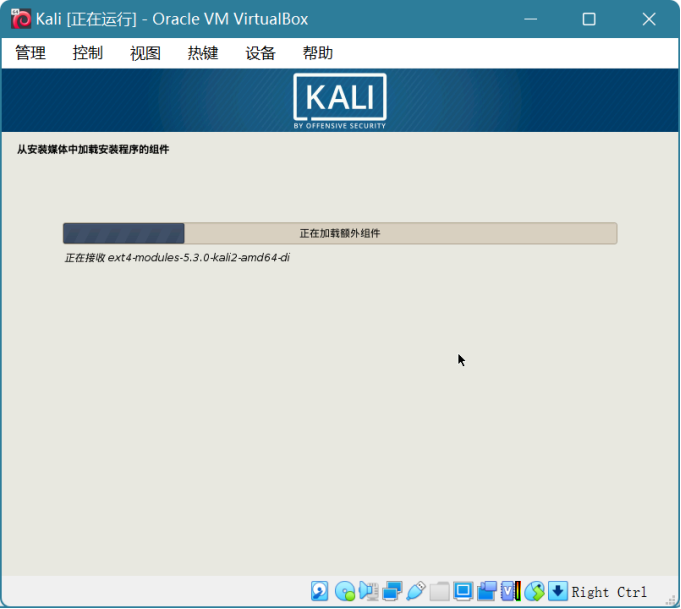 Kali [正在运行] - Oracle VM VirtualBox
管理 控制 视图 热键 设备 帮助
KALI
BY OFFENSIVE SECURITY
从安装媒体中加载安装程序的组件
正在加载额外组件
正在接收 ext4-modules-5.3.0-kali2-amd64-di
Right Ctrl